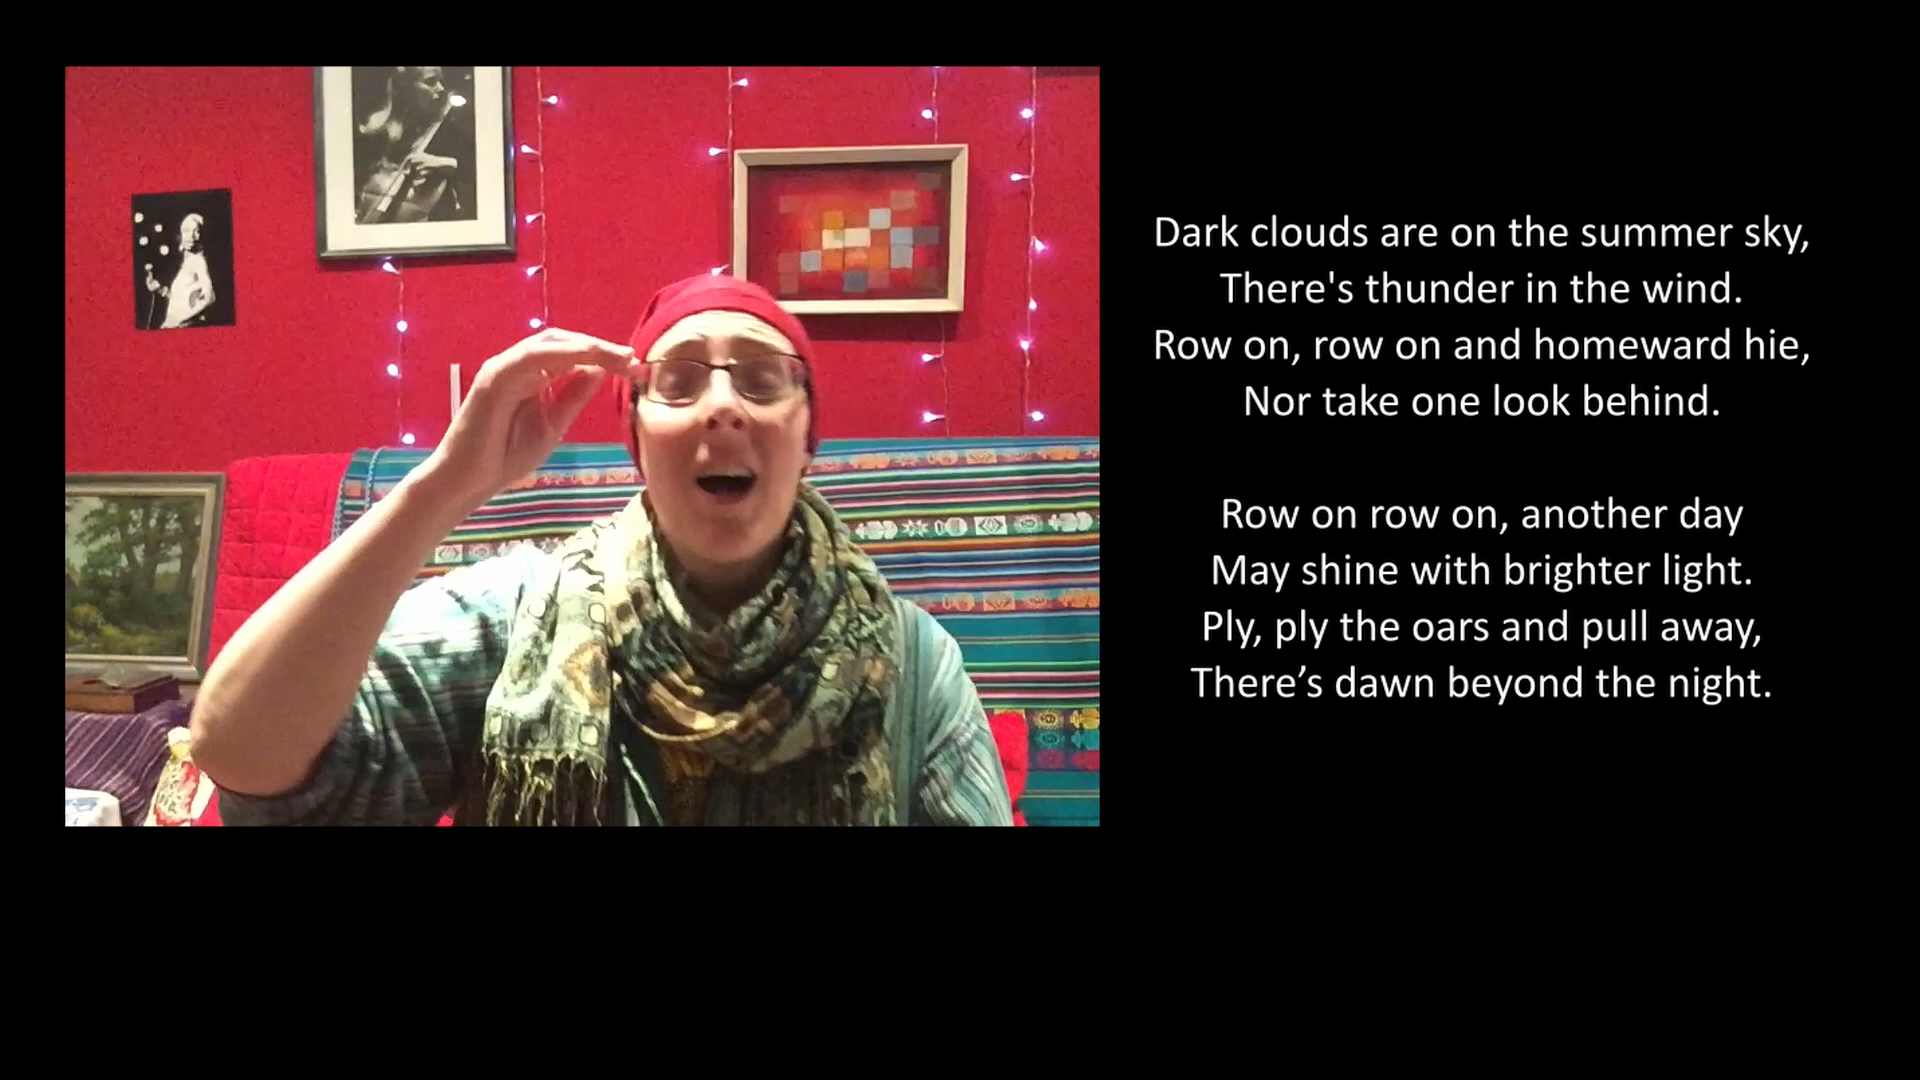 Dark clouds are on the summer sky,
There's thunder in the wind.
Row on, row on and homeward hie,
Nor take one look behind.
Row on row on, another day
May shine with brighter light.
Ply, ply the oars and pull away,
There’s dawn beyond the night.